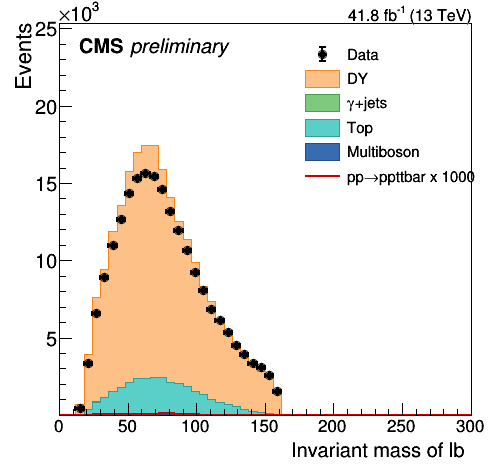 ×10³
41.8 fb⁻¹ (13 TeV)
CMS preliminary
Events
25
20
15
10
5
Data
DY
γ+jets
Top
Multiboson
pp→ppttbar x 1000
0 50 100 150 200 250 300
Invariant mass of lb